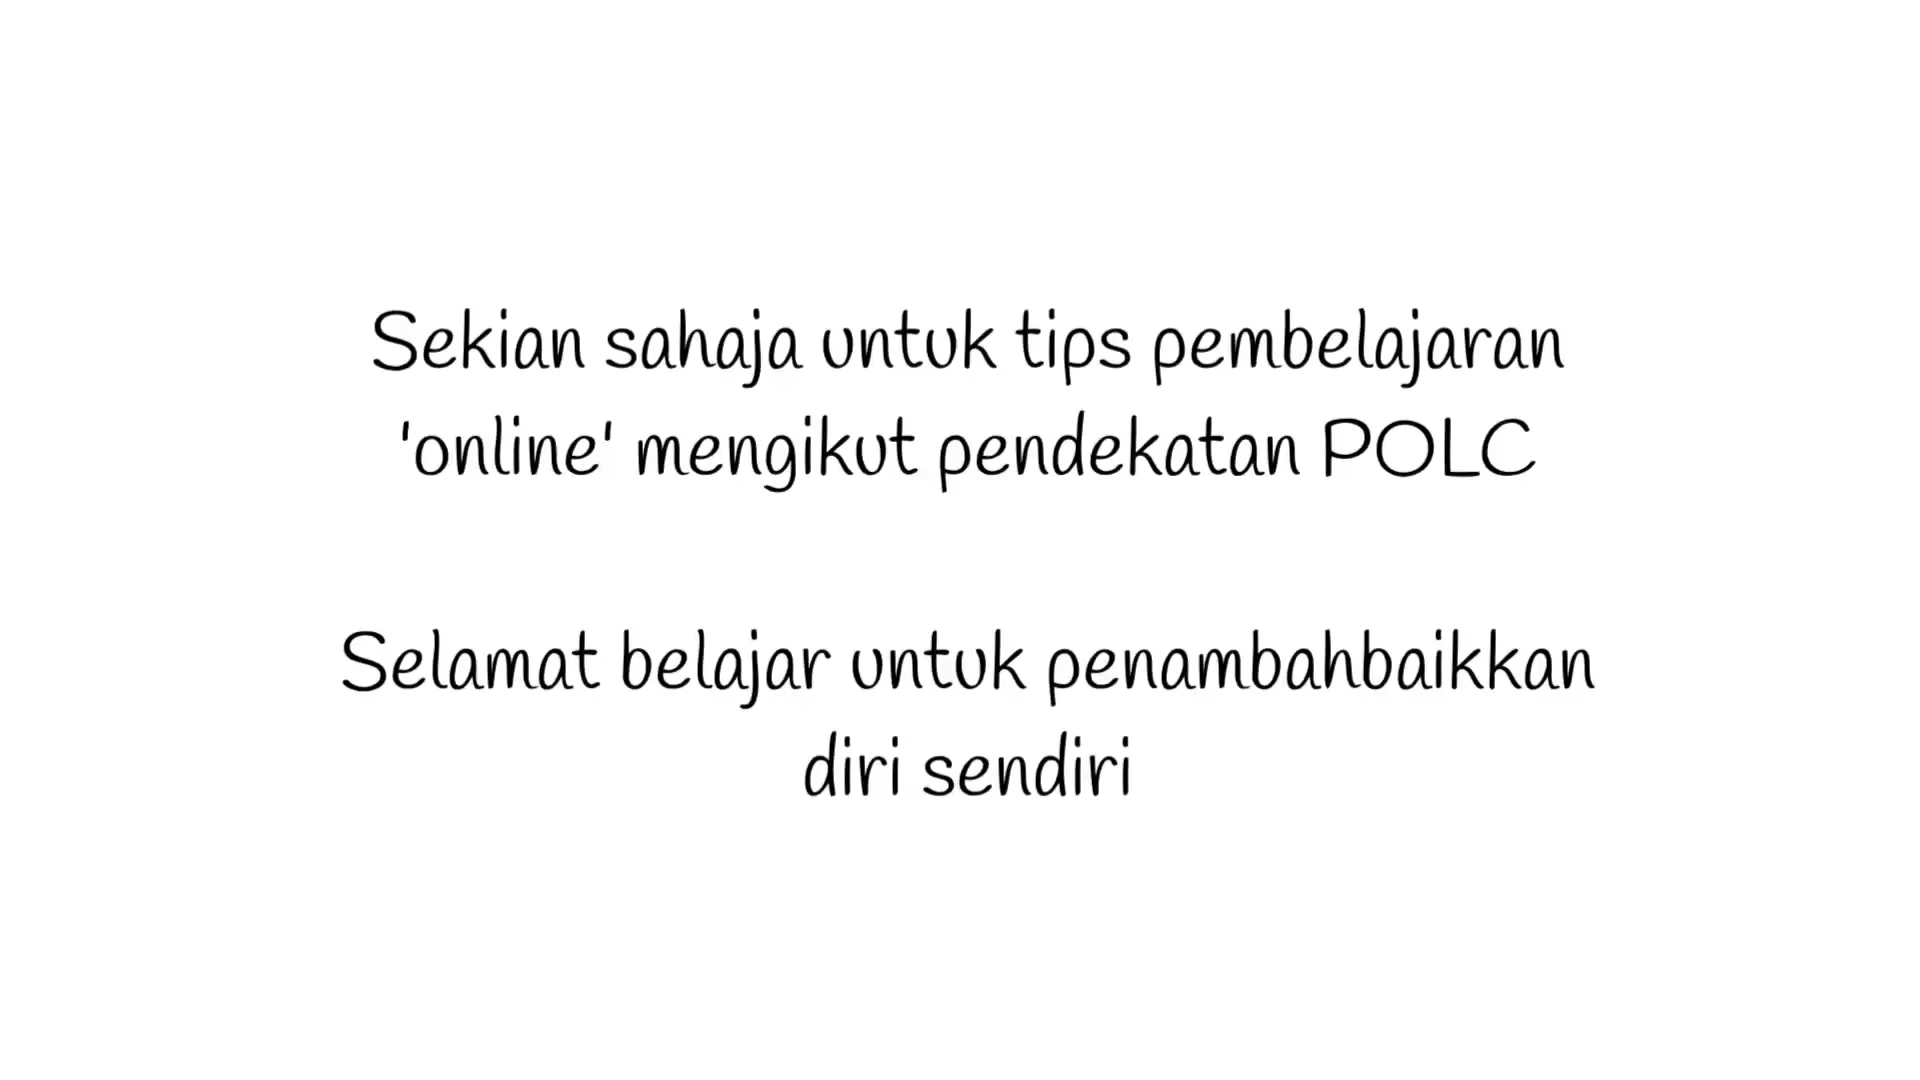 Sekian sahaja untuk tips pembelajaran
'online' mengikut pendekatan POLC
Selamat belajar untuk penambahbaikkan
diri sendiri